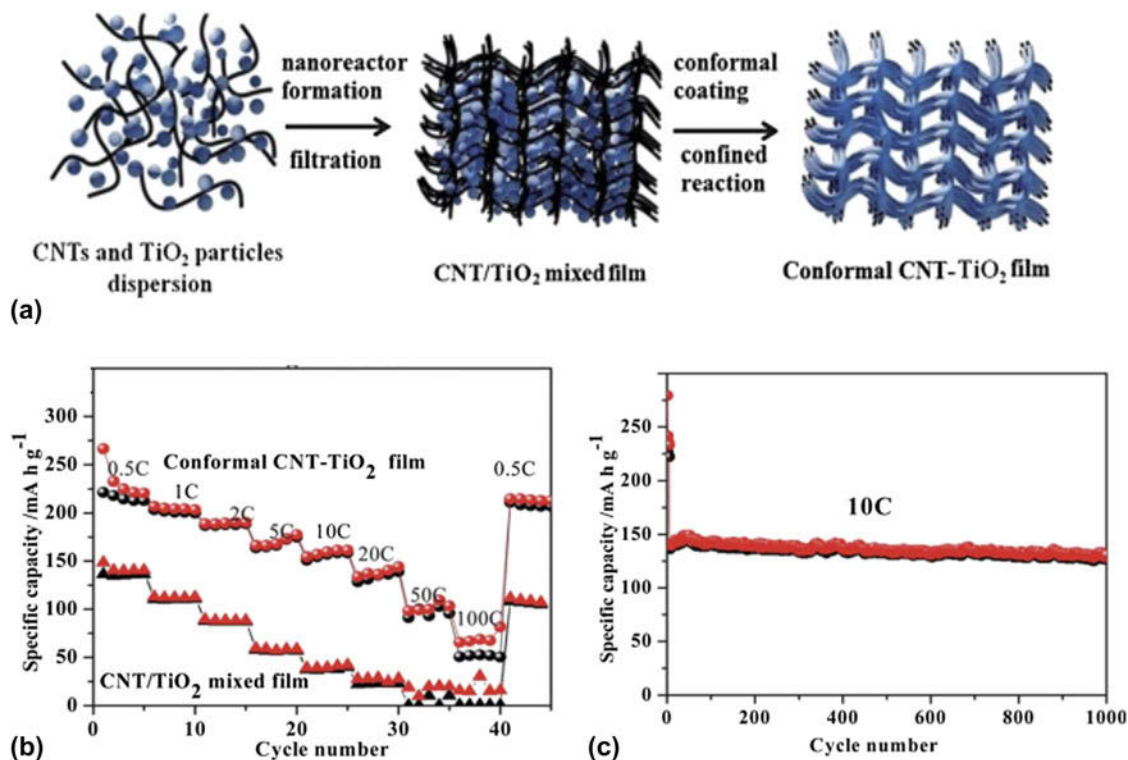 nanoreactor
formation
filtration
conformal
coating
confined
reaction
CNTs and TiO₂ particles
dispersion
CNT/TiO₂ mixed film
Conformal CNT-TiO₂ film
(a)
Specific capacity /mA h g⁻¹
300
250
200
150
100
50
0
0.5C
Conformal CNT-TiO₂ film
0.5C
1C
2C
5C
10C
20C
50C
100C
CNT/TiO₂ mixed film
0
10
20
30
40
Cycle number
(b)
Specific capacity /mA h g⁻¹
250
200
150
100
50
0
10C
0
200
400
600
800
1000
Cycle number
(c)